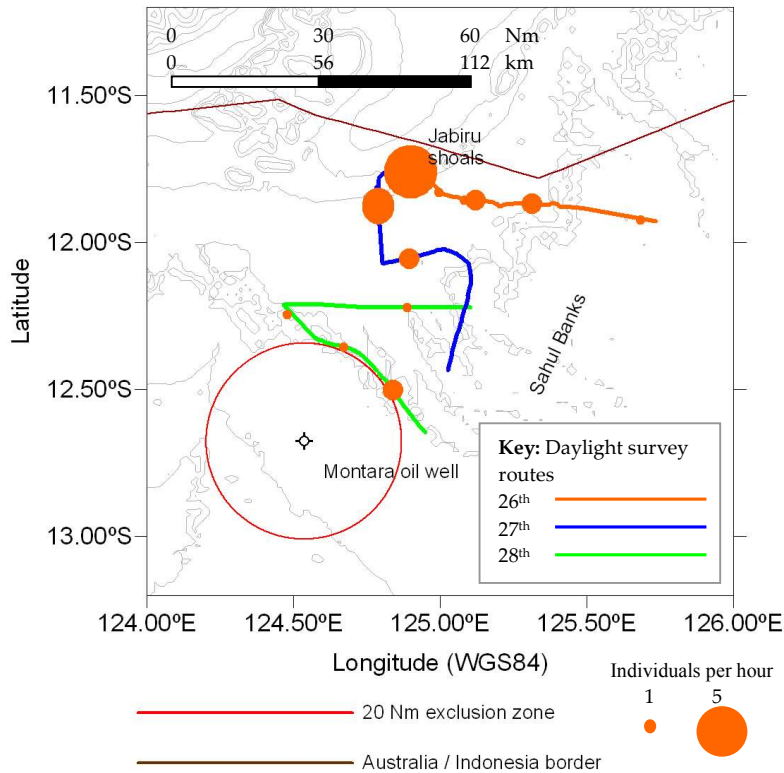 0 30 60 Nm
0 56 112 km
11.50ºS
Jabiru
shoals
12.00ºS
Latitude
Sahul Banks
12.50ºS
Montara oil well
Key: Daylight survey
routes
26th
27th
28th
13.00ºS
124.00ºE 124.50ºE 125.00ºE 125.50ºE 126.00ºE
Longitude (WGS84)
Individuals per hour
1 5
20 Nm exclusion zone
Australia / Indonesia border